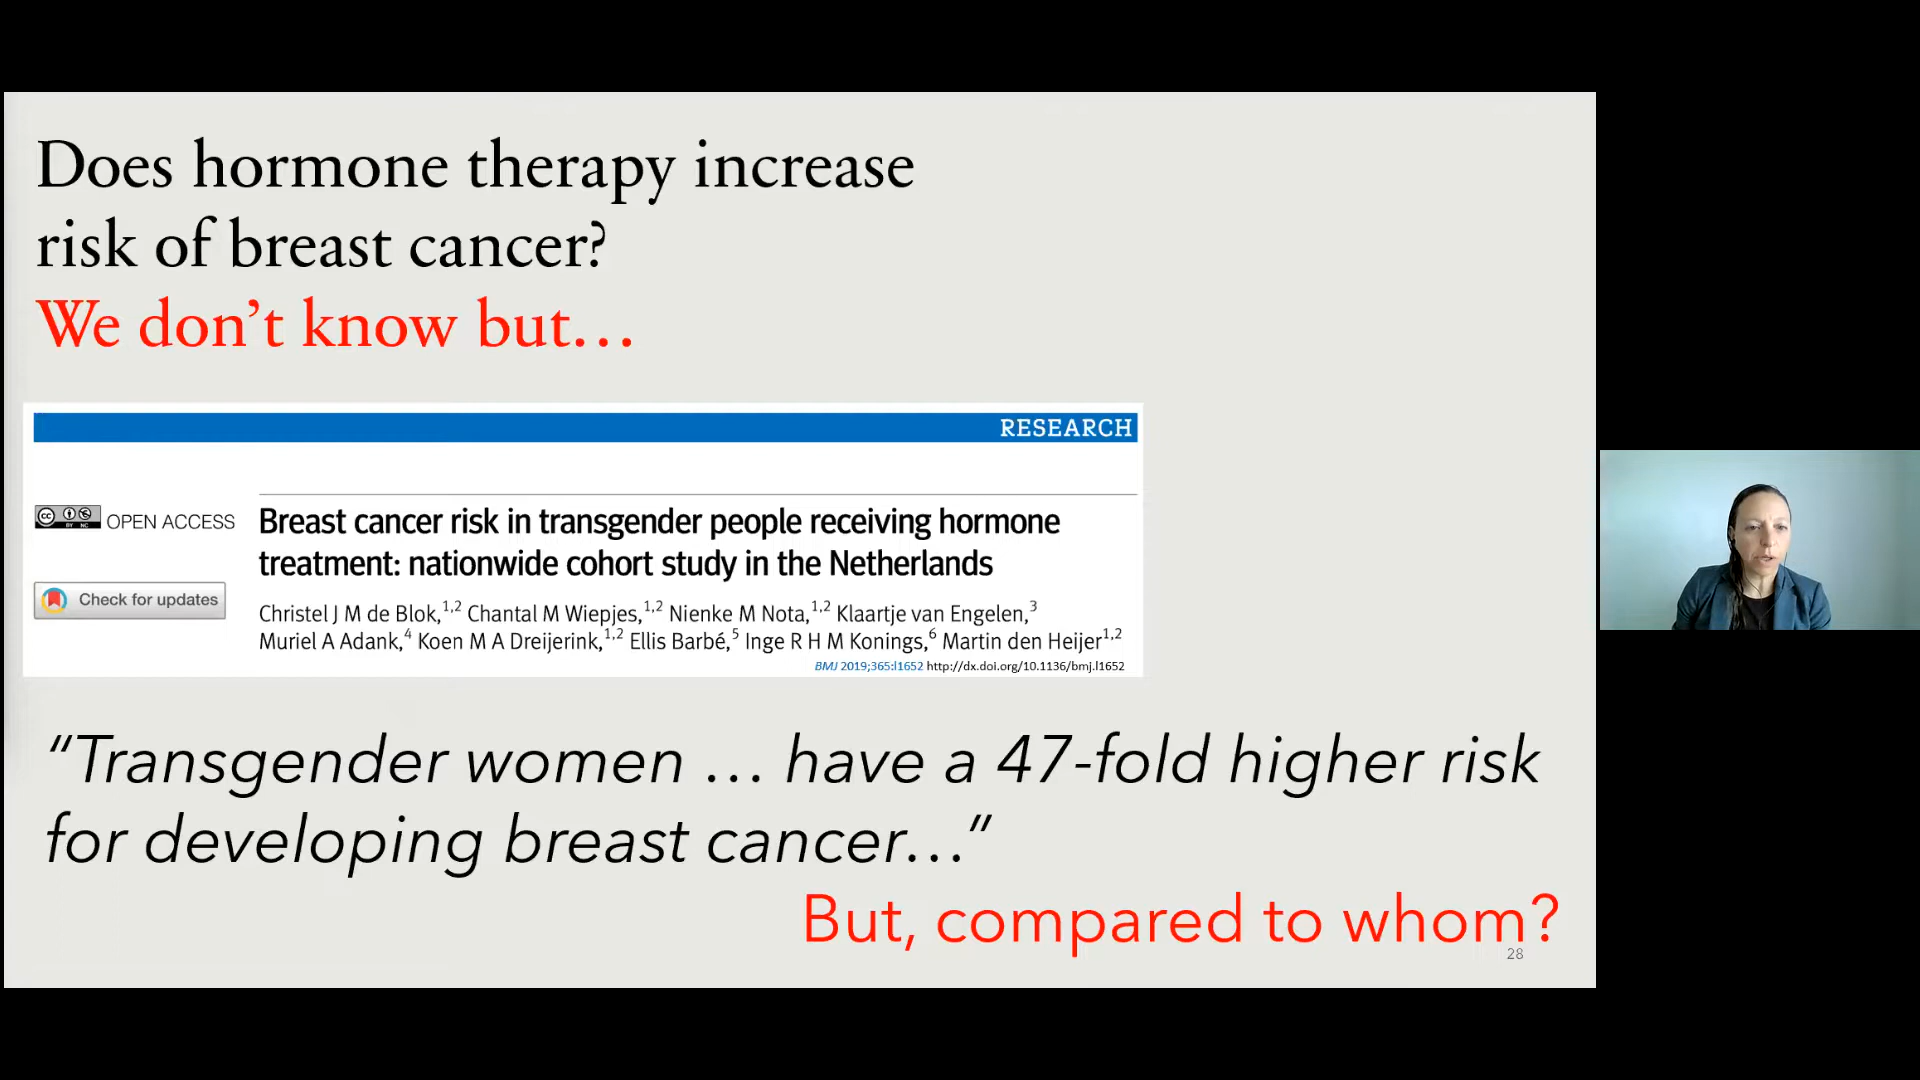 Does hormone therapy increase
risk of breast cancer?
We don’t know but…
RESEARCH
OPEN ACCESS
Check for updates
Breast cancer risk in transgender people receiving hormone
treatment: nationwide cohort study in the Netherlands
Christel J M de Blok,1,2 Chantal M Wiepjes,1,2 Nienke M Nota,1,2 Klaartje van Engelen,3
Muriel A Adank,4 Koen M A Dreijerink,1,2 Ellis Barbé,5 Inge R H M Konings,6 Martin den Heijer1,2
BMJ 2019;365:l1652 http://dx.doi.org/10.1136/bmj.l1652
“Transgender women … have a 47-fold higher risk
for developing breast cancer…”
But, compared to whom?
28